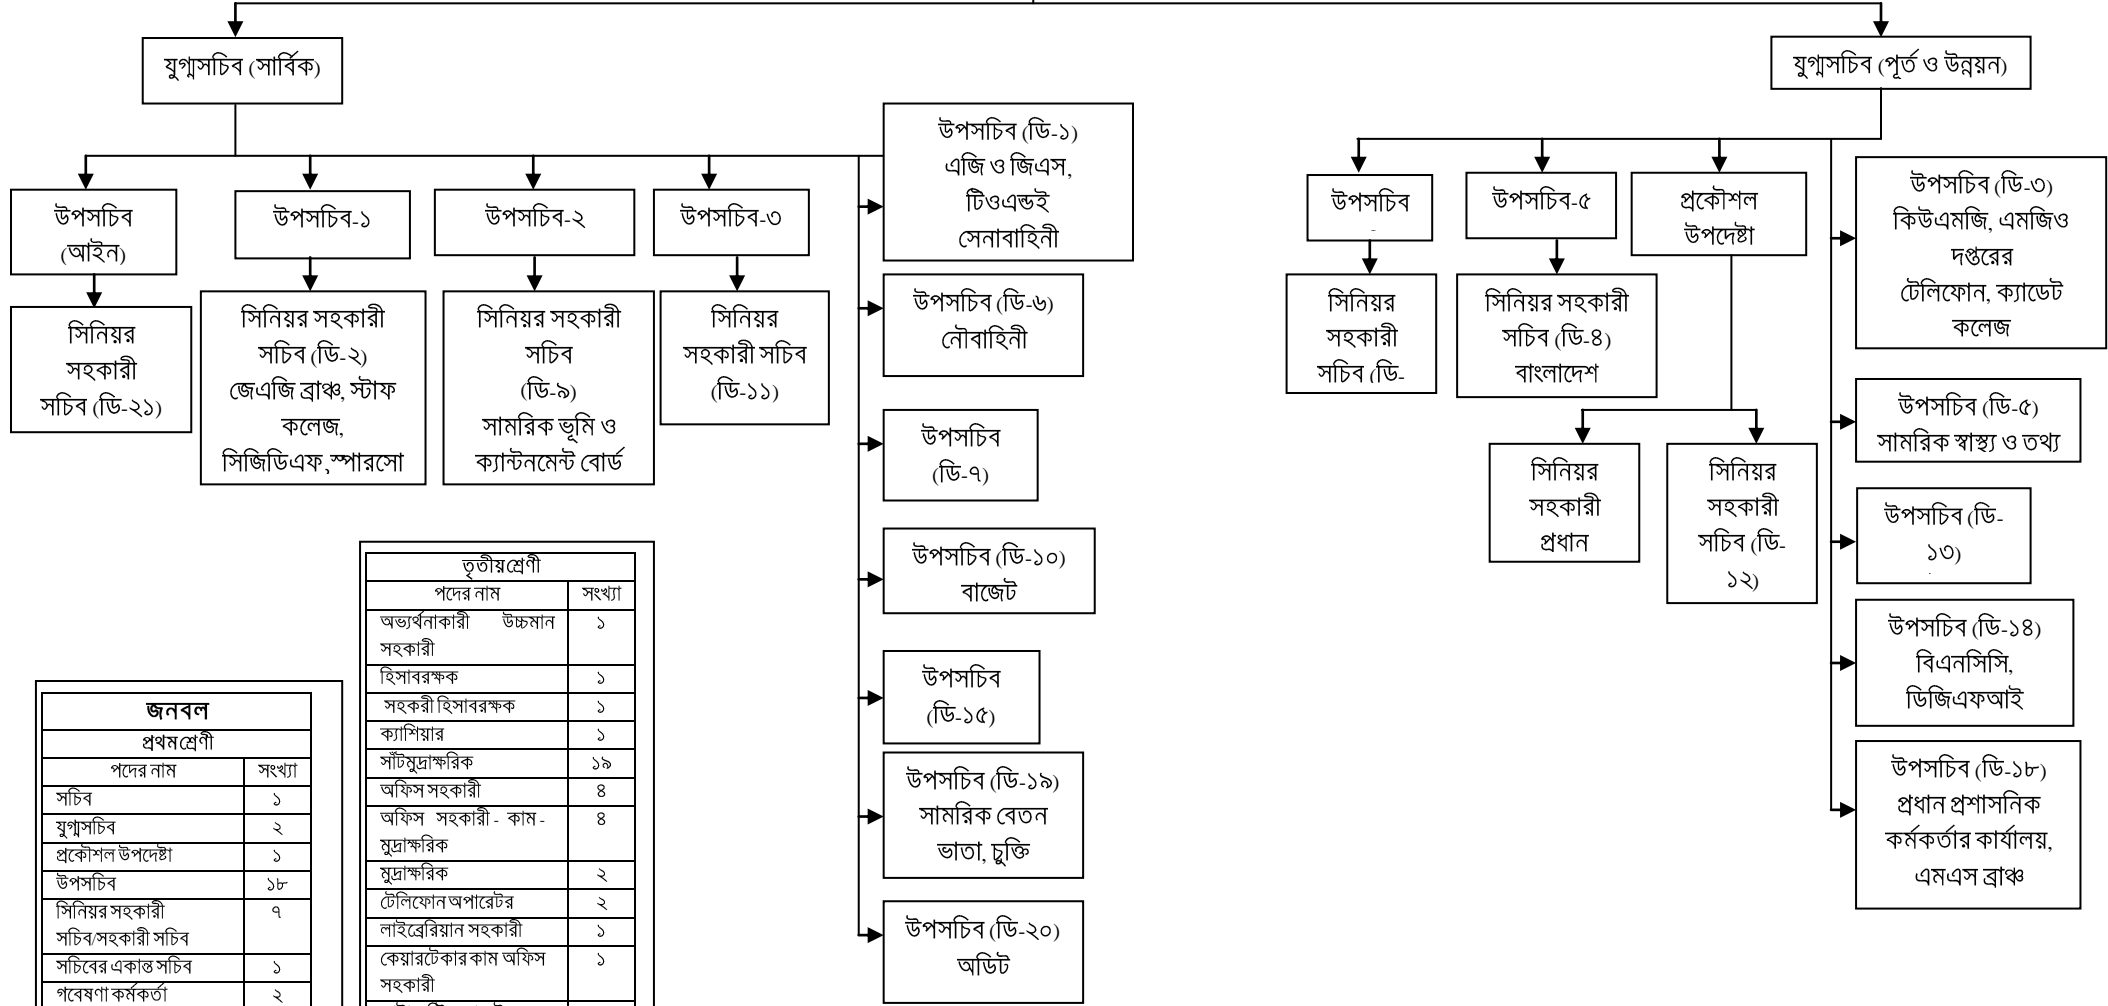 যুগ্মসচিব (সার্বিক)
যুগ্মসচিব (পূর্ত ও উন্নয়ন)
উপসচিব
(আইন)
সিনিয়র
সহকারী
সচিব (ডি-২১)
উপসচিব-১
সিনিয়র সহকারী
সচিব (ডি-২)
জেএজি ব্রাঞ্চ, স্টাফ
কলেজ,
সিজিডিএফ,স্পারসো
উপসচিব-২
সিনিয়র সহকারী
সচিব
(ডি-৯)
সামরিক ভূমি ও
ক্যান্টনমেন্ট বোর্ড
উপসচিব-৩
সিনিয়র
সহকারী সচিব
(ডি-১১)
উপসচিব (ডি-১)
এজি ও জিএস,
টিওএন্ডই
সেনাবাহিনী
উপসচিব (ডি-৬)
নৌবাহিনী
উপসচিব
(ডি-৭)
উপসচিব (ডি-১০)
বাজেট
উপসচিব
(ডি-১৫)
উপসচিব (ডি-১৯)
সামরিক বেতন
ভাতা, চুক্তি
উপসচিব (ডি-২০)
অডিট
উপসচিব
সিনিয়র
সহকারী
সচিব (ডি-
উপসচিব-৫
সিনিয়র সহকারী
সচিব (ডি-৪)
বাংলাদেশ
প্রকৌশল
উপদেষ্টা
সিনিয়র
সহকারী
প্রধান
সিনিয়র
সহকারী
সচিব (ডি-
১২)
উপসচিব (ডি-৩)
কিউএমজি, এমজিও
দপ্তরের
টেলিফোন, ক্যাডেট
কলেজ
উপসচিব (ডি-৫)
সামরিক স্বাস্থ্য ও তথ্য
উপসচিব (ডি-
১৩)
উপসচিব (ডি-১৪)
বিএনসিসি,
ডিজিএফআই
উপসচিব (ডি-১৮)
প্রধান প্রশাসনিক
কর্মকর্তার কার্যালয়,
এমএস ব্রাঞ্চ
জনবল
প্রথমশ্রেণী
পদের নাম সংখ্যা
সচিব ১
যুগ্মসচিব ২
প্রকৌশল উপদেষ্টা ১
উপসচিব ১৮
সিনিয়র সহকারী ৭
সচিব/সহকারী সচিব
সচিবের একান্ত সচিব ১
গবেষণা কর্মকর্তা ২
তৃতীয়শ্রেণী
পদের নাম সংখ্যা
অভ্যর্থনাকারী উচ্চমান ১
সহকারী
হিসাবরক্ষক ১
সহকরী হিসাবরক্ষক ১
ক্যাশিয়ার ১
সাঁটমুদ্রাক্ষরিক ১৯
অফিস সহকারী ৪
অফিস সহকারী - কাম - ৪
মুদ্রাক্ষরিক
মুদ্রাক্ষরিক ২
টেলিফোন অপারেটর ২
লাইব্রেরিয়ান সহকারী ১
কেয়ারটেকার কাম অফিস ১
সহকারী